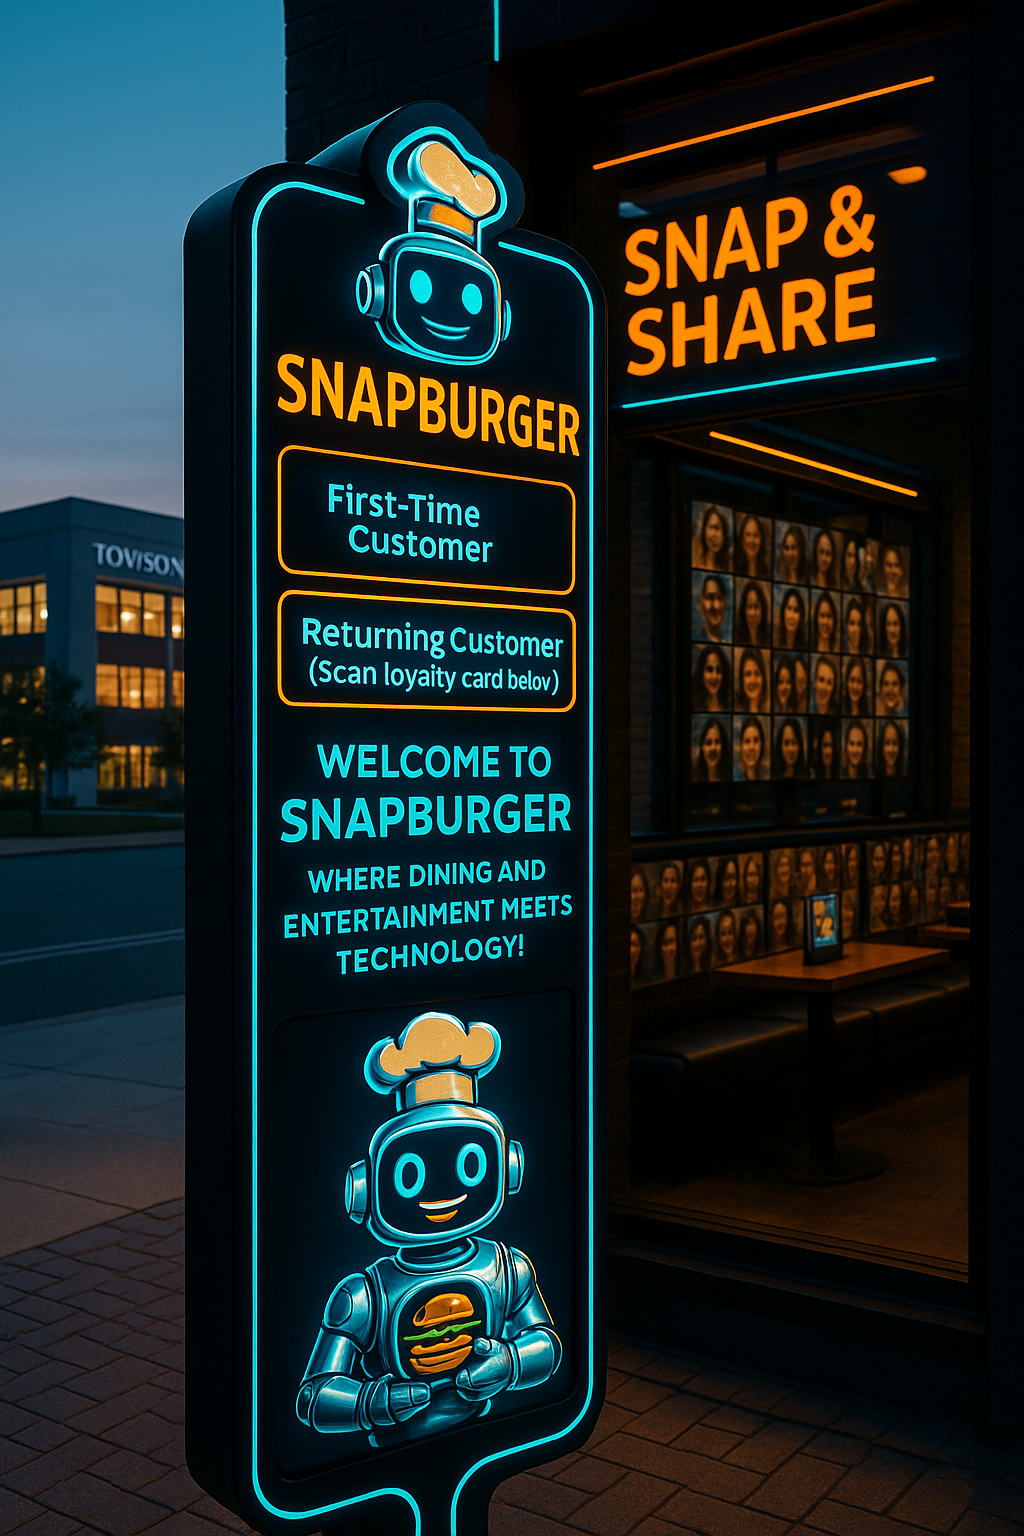 SNAPBURGER
First-Time
Customer
Returning Customer
(Scan loyaity card belov)
WELCOME TO
SNAPBURGER
WHERE DINING AND
ENTERTAINMENT MEETS
TECHNOLOGY!
SNAP &
SHARE
TOVISON